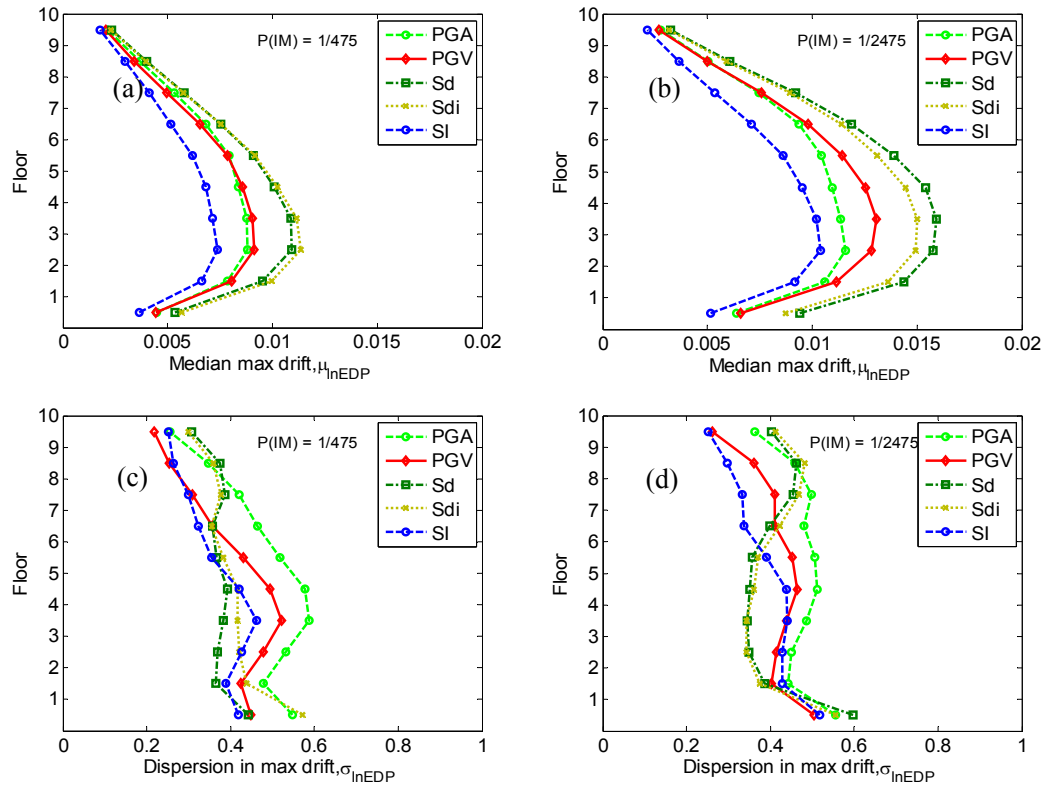 10
9
8
7
6
5
4
3
2
1
Floor
(a)
P(IM) = 1/475
PGA
PGV
Sd
Sdi
SI
0
0.005
0.01
0.015
0.02
Median max drift,μlnEDP
10
9
8
7
6
5
4
3
2
1
Floor
(b)
P(IM) = 1/2475
PGA
PGV
Sd
Sdi
SI
0
0.005
0.01
0.015
0.02
Median max drift,μlnEDP
10
9
8
7
6
5
4
3
2
1
Floor
(c)
P(IM) = 1/475
PGA
PGV
Sd
Sdi
SI
0
0.2
0.4
0.6
0.8
1
Dispersion in max drift,σlnEDP
10
9
8
7
6
5
4
3
2
1
Floor
(d)
P(IM) = 1/2475
PGA
PGV
Sd
Sdi
SI
0
0.2
0.4
0.6
0.8
1
Dispersion in max drift,σlnEDP